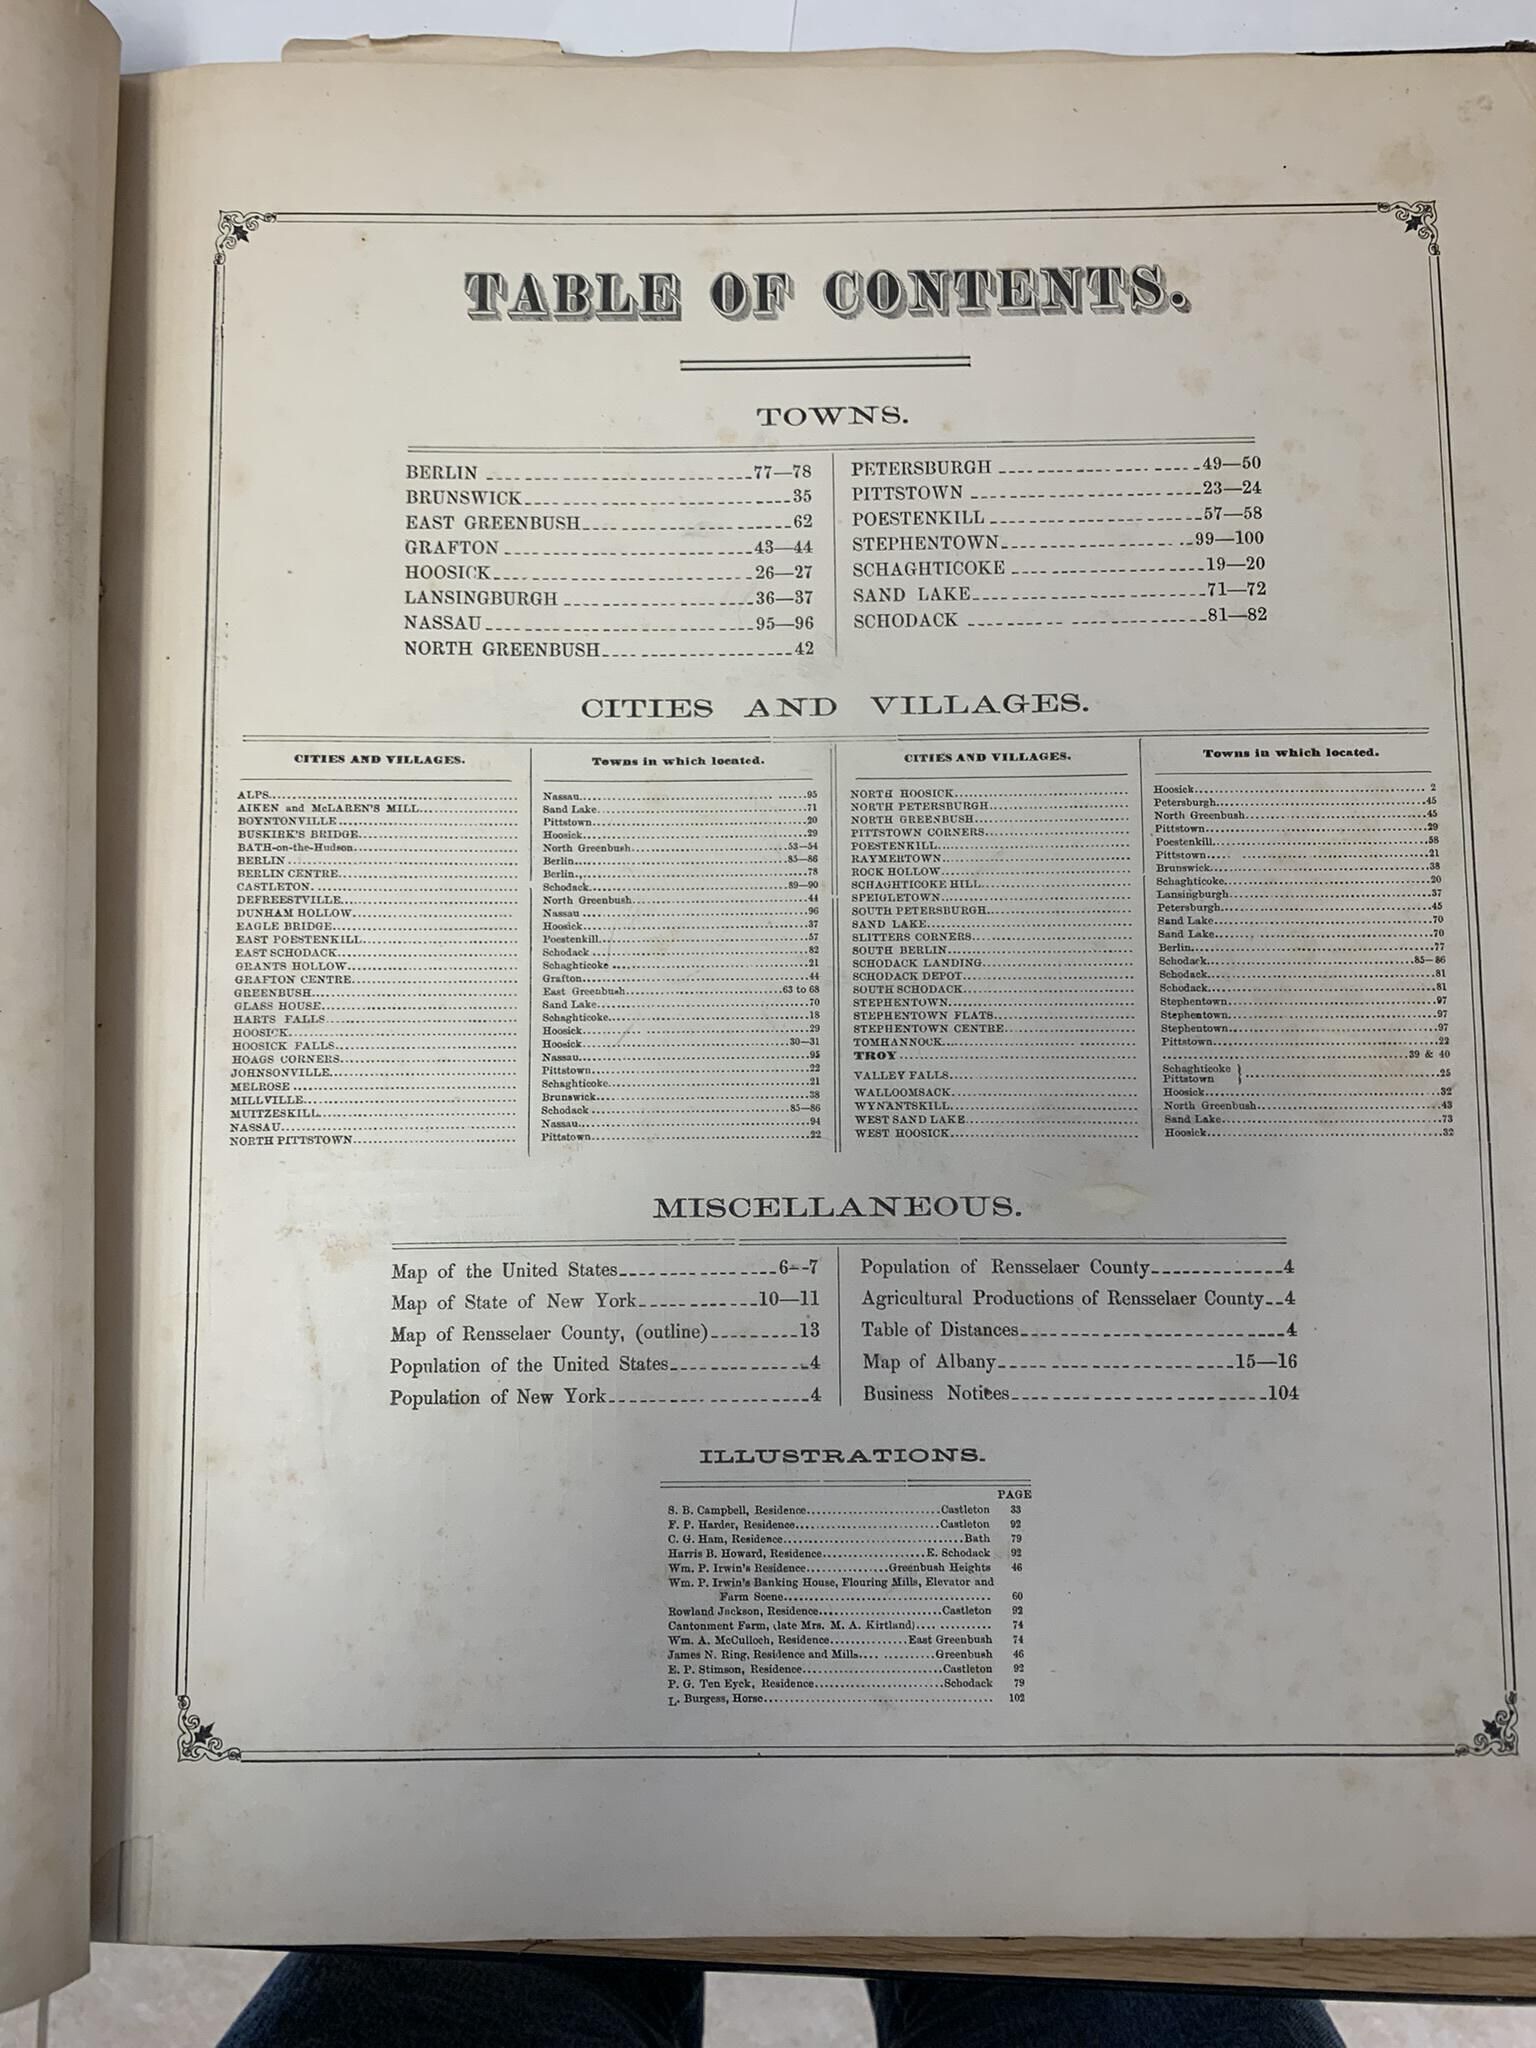 TABLE OF CONTENTS.
TOWNS.
BERLIN 77—78
BRUNSWICK 35
EAST GREENBUSH 62
GRAFTON 43—44
HOOSICK 26—27
LANSINGBURGH 36—37
NASSAU 95—96
NORTH GREENBUSH 42
PETERSBURGH 49—50
PITTSTOWN 23—24
POESTENKILL 57—58
STEPHENTOWN 99—100
SCHAGHTICOKE 19—20
SAND LAKE 71—72
SCHODACK 81—82
CITIES AND VILLAGES.
CITIES AND VILLAGES. Towns in which located.
ALPS Nassau 95
AIKEN and McLAREN'S MILL Sand Lake 71
BOYNTONVILLE Pittstown 20
BUSKIRK'S BRIDGE Hoosick 29
BATH-on-the-Hudson North Greenbush 53—54
BERLIN Berlin 85—86
BERLIN CENTRE Berlin 78
CASTLETON Schodack 89—90
DEFREESTVILLE North Greenbush 44
DUNHAM HOLLOW Nassau 96
EAGLE BRIDGE Hoosick 37
EAST POESTENKILL Poestenkill 57
EAST SCHODACK Schodack 82
GRANTS HOLLOW Schaghticoke 21
GRAFTON CENTRE Grafton 44
GREENBUSH East Greenbush 63 to 68
GLASS HOUSE Sand Lake 70
HARTS FALLS Schaghticoke 18
HOOSICK Hoosick 29
HOOSICK FALLS Hoosick 30—31
HOAGS CORNERS Nassau 95
JOHNSONVILLE Pittstown 22
MELROSE Schaghticoke 21
MILLVILLE Brunswick 38
MUITZESKILL Schodack 85—86
NASSAU Nassau 94
NORTH PITTSTOWN Pittstown 22
CITIES AND VILLAGES. Towns in which located.
NORTH HOOSICK Hoosick 2
NORTH PETERSBURGH Petersburgh 45
NORTH GREENBUSH North Greenbush 45
PITTSTOWN CORNERS Pittstown 29
POESTENKILL Poestenkill 58
RAYMERTOWN Pittstown 21
ROCK HOLLOW Brunswick 38
SCHAGHTICOKE HILL Schaghticoke 20
SPEIGLETOWN Lansingburgh 37
SOUTH PETERSBURGH Petersburgh 45
SAND LAKE Sand Lake 70
SLITTERS CORNERS Sand Lake 70
SOUTH BERLIN Berlin 77
SCHODACK LANDING Schodack 85—86
SCHODACK DEPOT Schodack 81
SOUTH SCHODACK Schodack 81
STEPHENTOWN Stephentown 97
STEPHENTOWN FLATS Stephentown 97
STEPHENTOWN CENTRE Stephentown 97
TOMHANNOCK Pittstown 22
TROY 39 & 40
VALLEY FALLS Schaghticoke Pittstown } 25
WALLOOMSACK Hoosick 32
WYNANTSKILL North Greenbush 43
WEST SAND LAKE Sand Lake 73
WEST HOOSICK Hoosick 32
MISCELLANEOUS.
Map of the United States 6--7
Map of State of New York 10—11
Map of Rensselaer County, (outline) 13
Population of the United States 4
Population of New York 4
Population of Rensselaer County 4
Agricultural Productions of Rensselaer County 4
Table of Distances 4
Map of Albany 15—16
Business Notices 104
ILLUSTRATIONS.
PAGE
S. B. Campbell, Residence Castleton 33
F. P. Harder, Residence Castleton 92
C. G. Ham, Residence Bath 79
Harris B. Howard, Residence E. Schodack 92
Wm. P. Irwin's Residence Greenbush Heights 46
Wm. P. Irwin's Banking House, Flouring Mills, Elevator and
Farm Scene 60
Rowland Jackson, Residence Castleton 92
Cantonment Farm, (late Mrs. M. A. Kirtland) 74
Wm. A. McCulloch, Residence East Greenbush 74
James N. Ring, Residence and Mills Greenbush 46
E. P. Stimson, Residence Castleton 92
P. G. Ten Eyck, Residence Schodack 79
L. Burgess, Horse 102